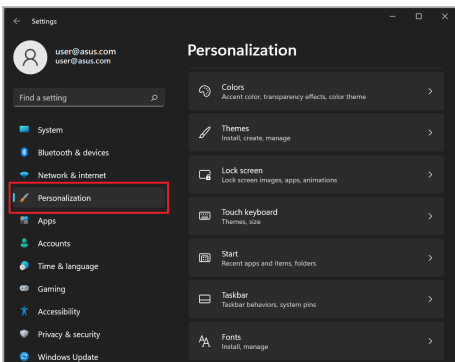 Settings
user@asus.com
user@asus.com
Find a setting
System
Bluetooth & devices
Network & internet
Personalization
Apps
Accounts
Time & language
Gaming
Accessibility
Privacy & security
Windows Update
Personalization
Colors
Accent color, transparency effects, color theme
Themes
Install, create, manage
Lock screen
Lock screen images, apps, animations
Touch keyboard
Themes, size
Start
Recent apps and items, folders
Taskbar
Taskbar behaviors, system pins
Fonts
Install, manage